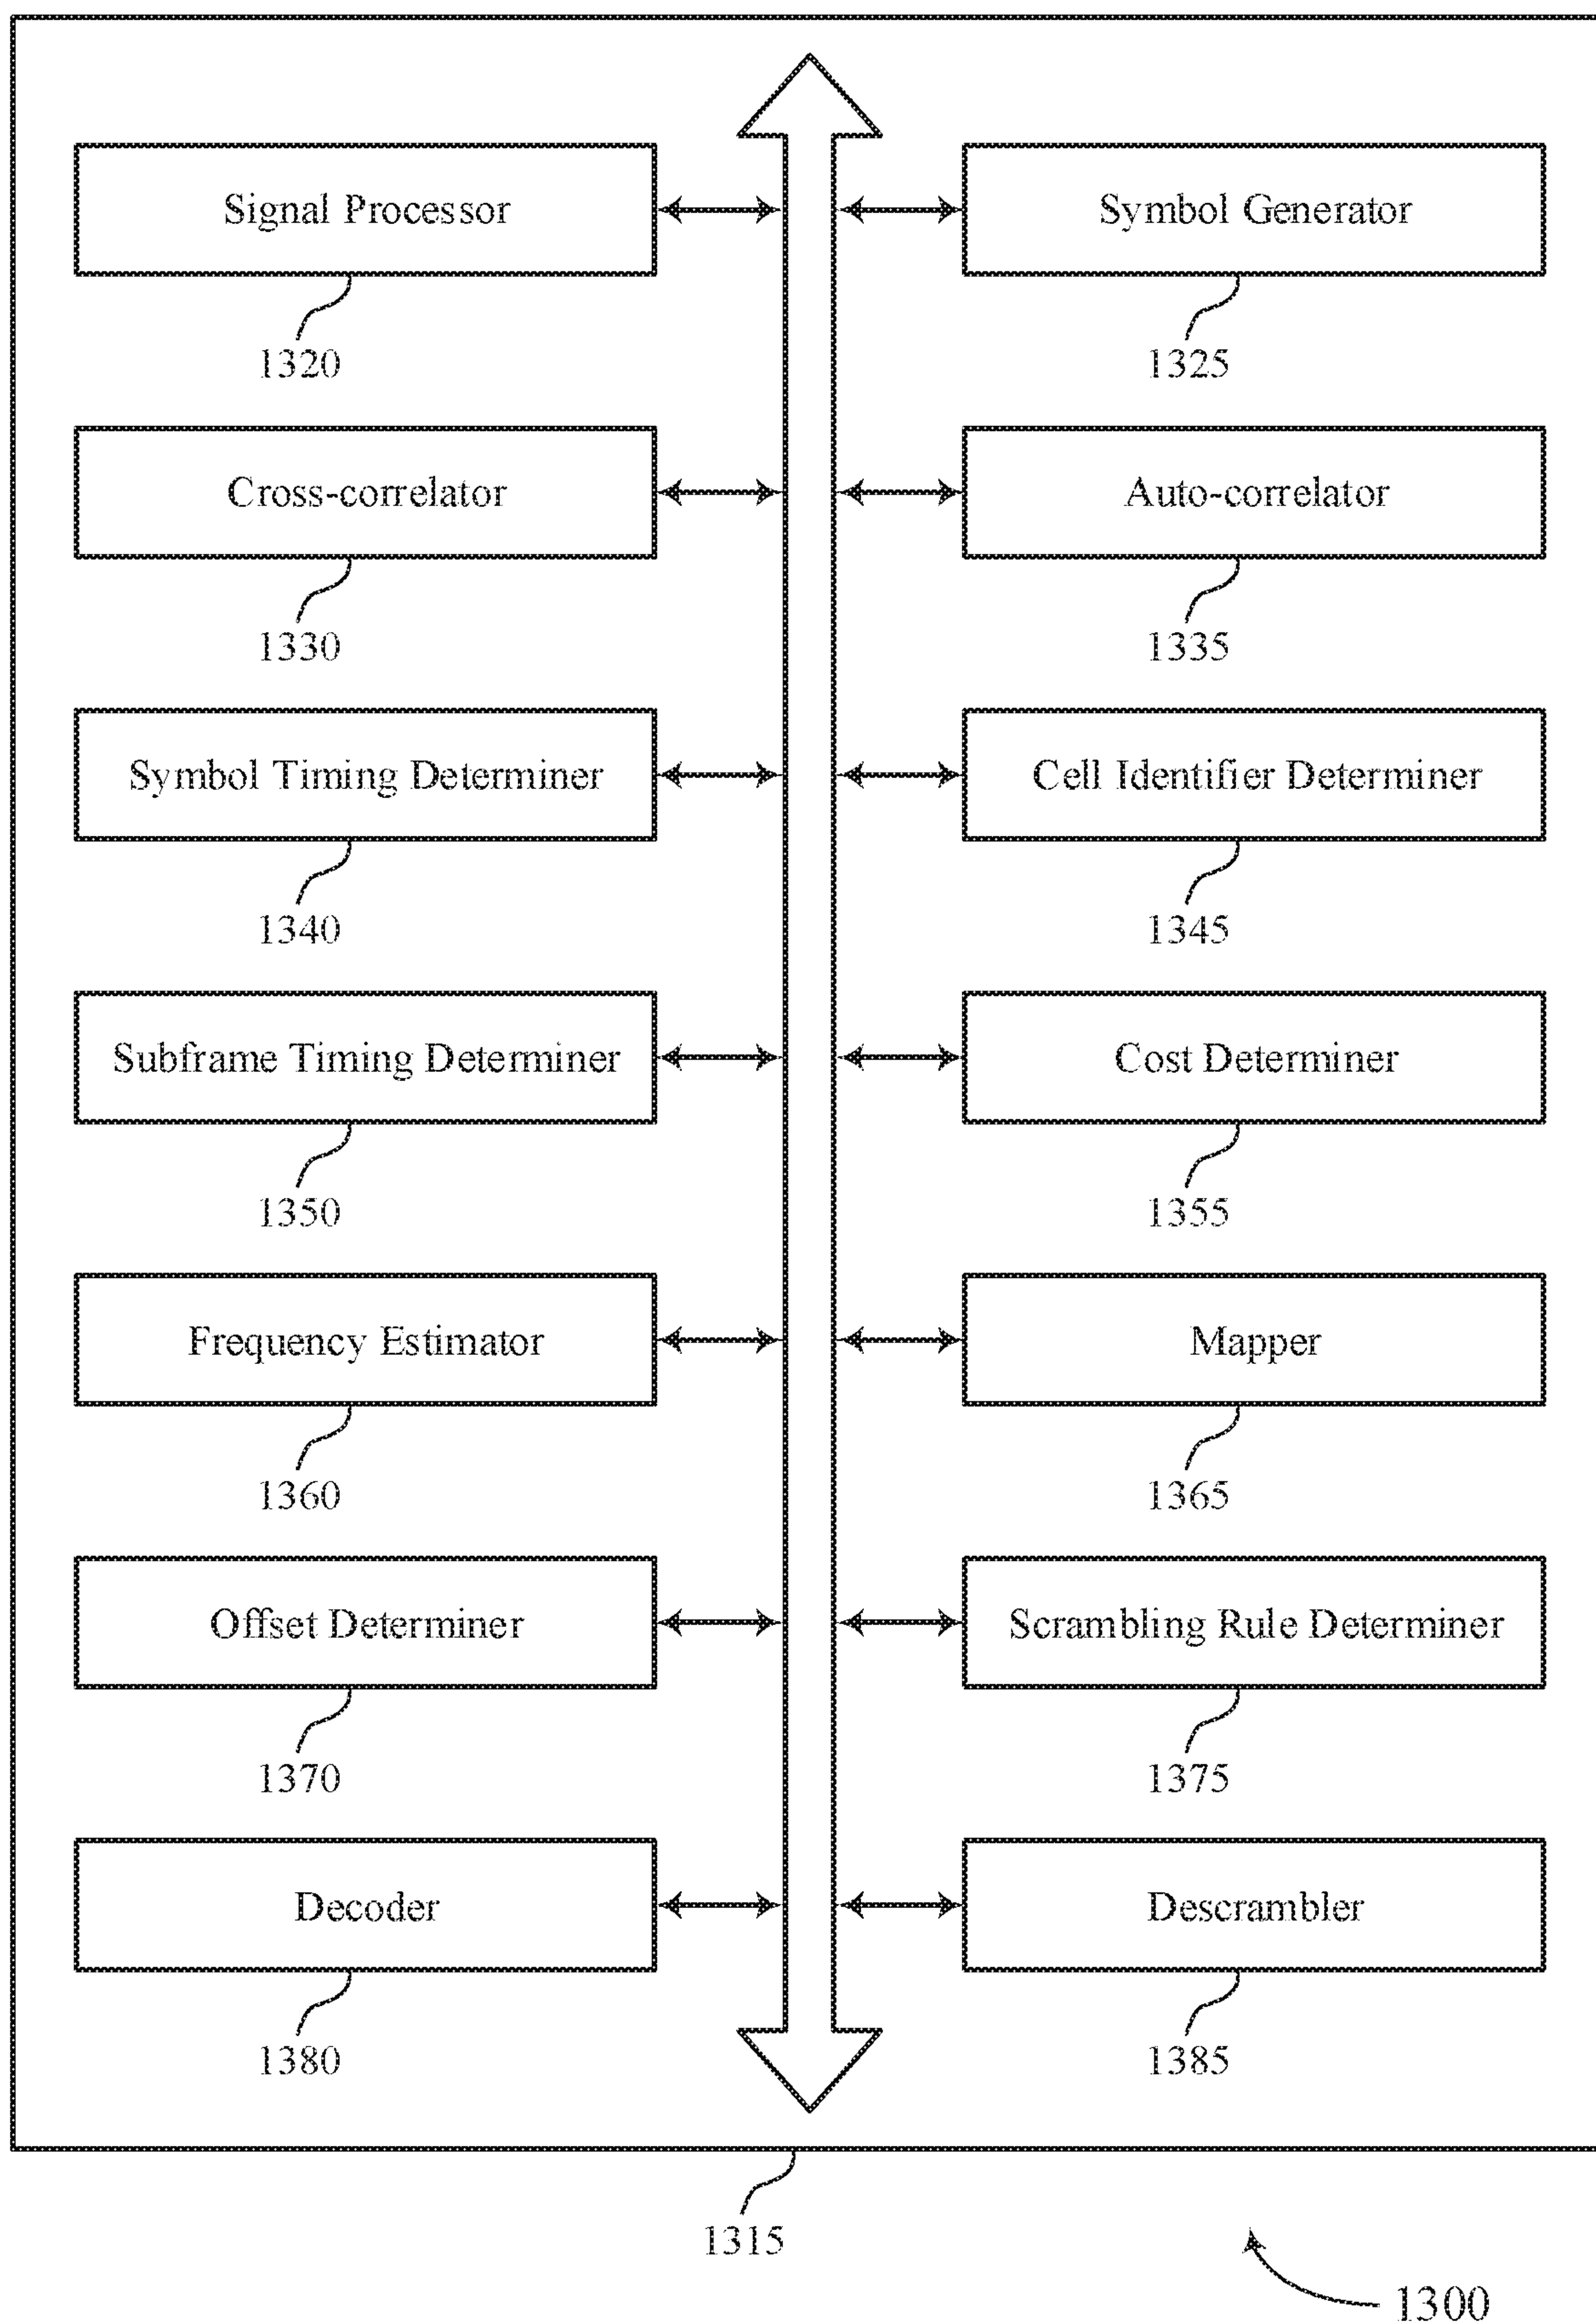 Signal Processor
Symbol Generator
1320
1325
Cross-correlator
Auto-correlator
1330
1335
Symbol Timing Determiner
Cell Identifier Determiner
1340
1345
Subframe Timing Determiner
Cost Determiner
1350
1355
Frequency Estimator
Mapper
1360
1365
Offset Determiner
Scrambling Rule Determiner
1370
1375
Decoder
Descrambler
1380
1385
1315
1300